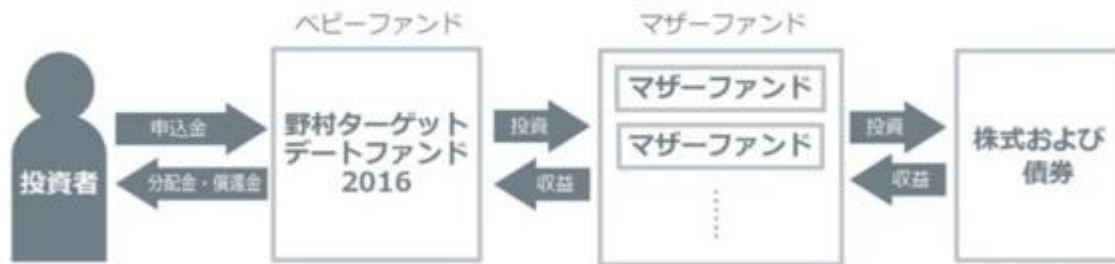 ベビーファンド
マザーファンド
投資者
申込金
分配金・償還金
野村ターゲット
デートファンド
2016
投資
収益
マザーファンド
マザーファンド
投資
収益
株式および
債券